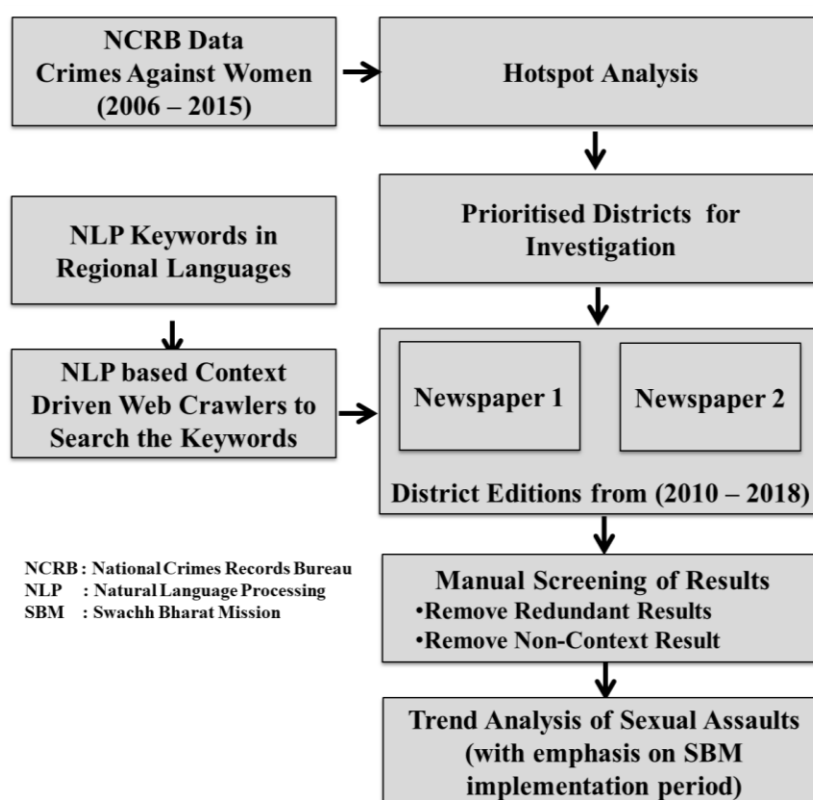 NCRB Data
Crimes Against Women
(2006 – 2015)
Hotspot Analysis
Prioritised Districts for
Investigation
NLP Keywords in
Regional Languages
NLP based Context
Driven Web Crawlers to
Search the Keywords
Newspaper 1
Newspaper 2
District Editions from (2010 – 2018)
NCRB : National Crimes Records Bureau
NLP : Natural Language Processing
SBM : Swachh Bharat Mission
Manual Screening of Results
•Remove Redundant Results
•Remove Non-Context Result
Trend Analysis of Sexual Assaults
(with emphasis on SBM
implementation period)